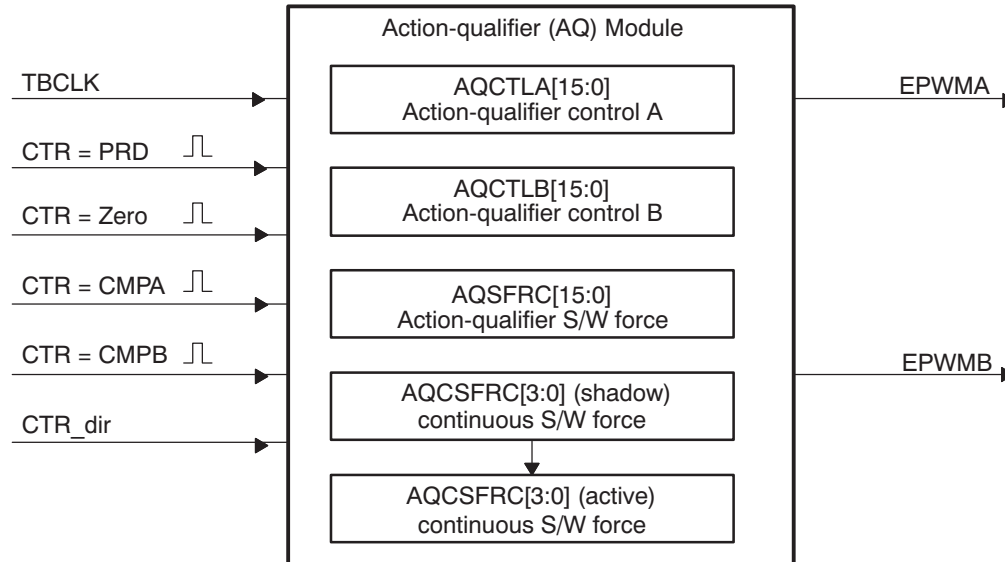 Action-qualifier (AQ) Module
TBCLK
CTR = PRD
CTR = Zero
CTR = CMPA
CTR = CMPB
CTR_dir
AQCTLA[15:0]
Action-qualifier control A
AQCTLB[15:0]
Action-qualifier control B
AQSFRC[15:0]
Action-qualifier S/W force
AQCSFRC[3:0] (shadow)
continuous S/W force
AQCSFRC[3:0] (active)
continuous S/W force
EPWMA
EPWMB